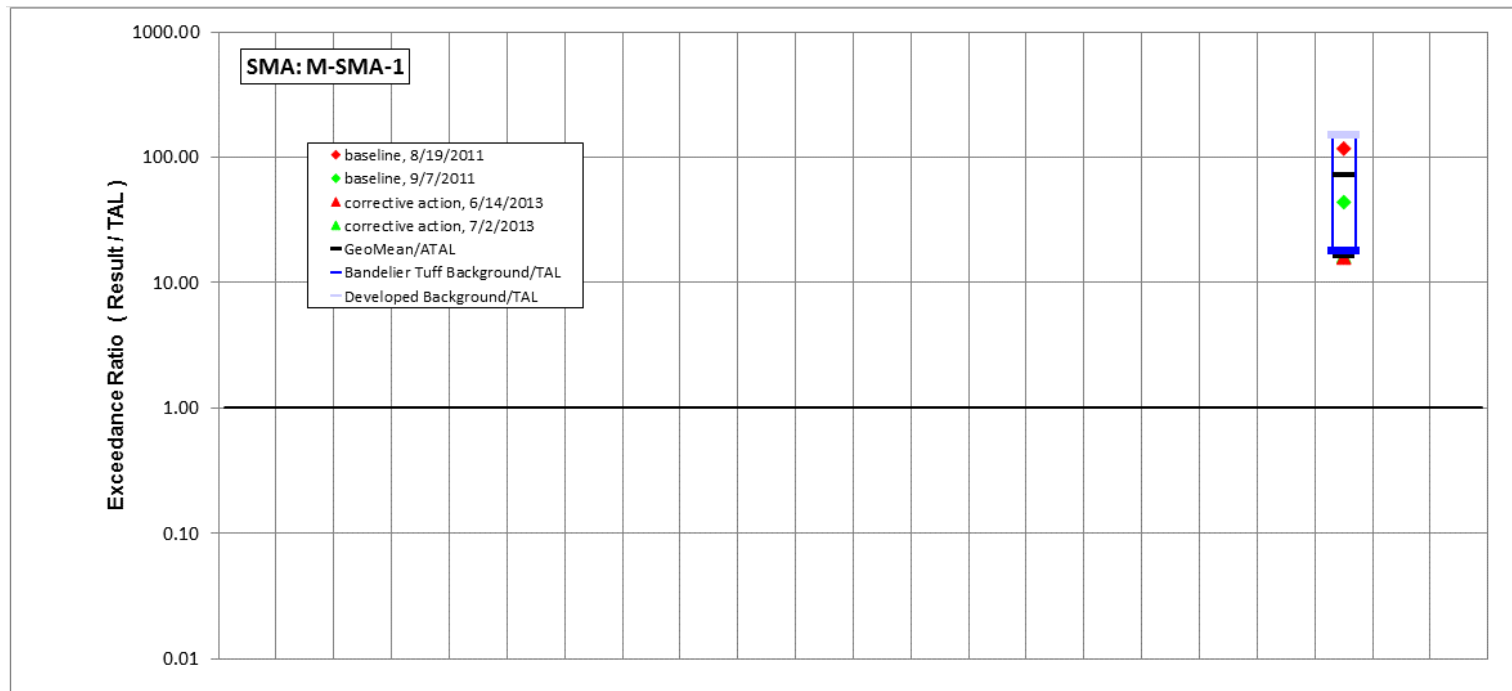 1000.00
SMA: M-SMA-1
100.00
baseline, 8/19/2011
baseline, 9/7/2011
corrective action, 6/14/2013
corrective action, 7/2/2013
GeoMean/ATAL
Bandelier Tuff Background/TAL
Developed Background/TAL
10.00
1.00
0.10
0.01
Exceedance Ratio ( Result / TAL )